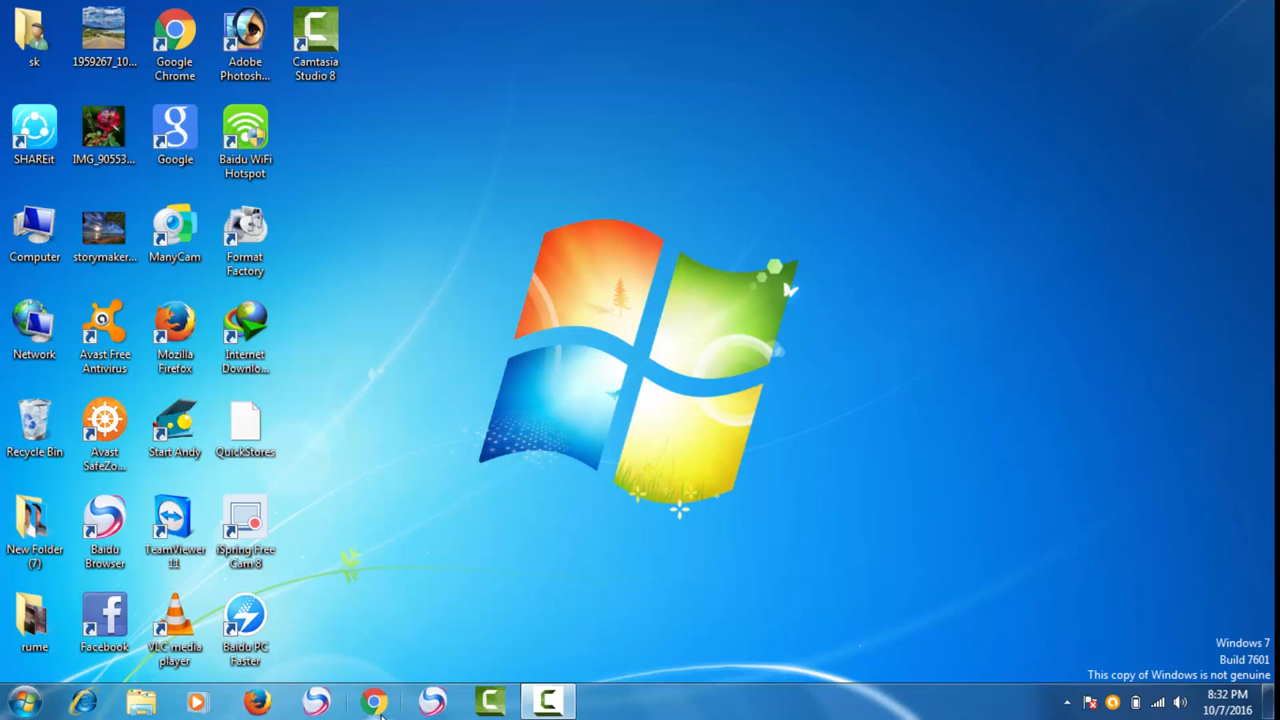 sk
1959267_10...
Google
Chrome
Adobe
Photosh...
Camtasia
Studio 8
SHAREit
IMG_90553...
Google
Baidu WiFi
Hotspot
Computer
storymaker...
ManyCam
Format
Factory
Network
Avast Free
Antivirus
Mozilla
Firefox
Internet
Downlo...
Recycle Bin
Avast
SafeZo...
Start Andy
QuickStores
New Folder
(7)
Baidu
Browser
TeamViewer
11
iSpring Free
Cam 8
rume
Facebook
VLC media
player
Baidu PC
Faster
Windows 7
Build 7601
This copy of Windows is not genuine
8:32 PM
10/7/2016